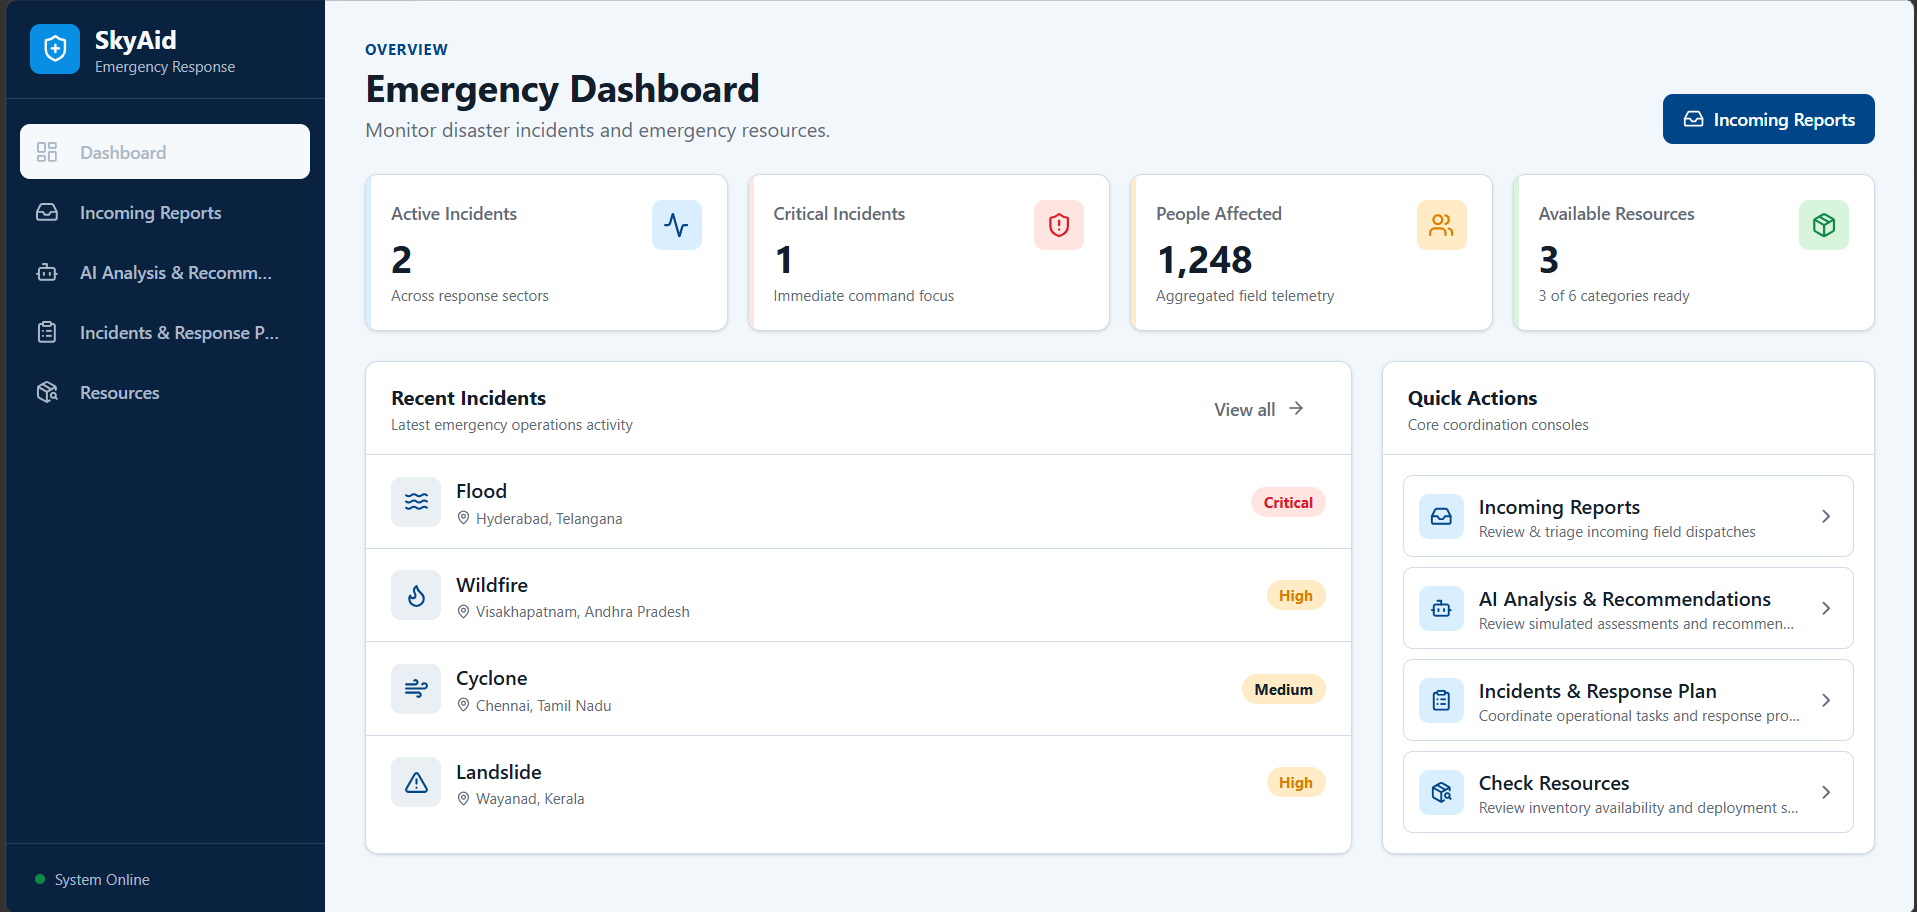 SkyAid
Emergency Response
Dashboard
Incoming Reports
AI Analysis & Recomm...
Incidents & Response P...
Resources
System Online
OVERVIEW
Emergency Dashboard
Monitor disaster incidents and emergency resources.
Incoming Reports
Active Incidents
2
Across response sectors
Critical Incidents
1
Immediate command focus
People Affected
1,248
Aggregated field telemetry
Available Resources
3
3 of 6 categories ready
Recent Incidents
Latest emergency operations activity
View all
Flood
Hyderabad, Telangana
Critical
Wildfire
Visakhapatnam, Andhra Pradesh
High
Cyclone
Chennai, Tamil Nadu
Medium
Landslide
Wayanad, Kerala
High
Quick Actions
Core coordination consoles
Incoming Reports
Review & triage incoming field dispatches
AI Analysis & Recommendations
Review simulated assessments and recommen...
Incidents & Response Plan
Coordinate operational tasks and response pro...
Check Resources
Review inventory availability and deployment s...